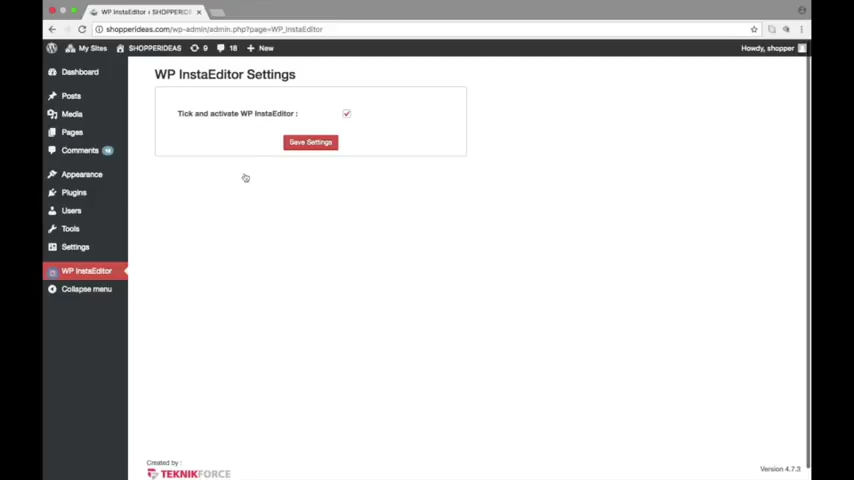 WP InstaEditor ‹ SHOPPERIDE
shopperideas.com/wp-admin/admin.php?page=WP_InstaEditor
My Sites SHOPPERIDEAS 9 18 New Howdy, shopper
WP InstaEditor Settings
Tick and activate WP InstaEditor :
Save Settings
Dashboard
Posts
Media
Pages
Comments
Appearance
Plugins
Users
Tools
Settings
WP InstaEditor
Collapse menu
Created by :
TEKNIKFORCE
Version 4.7.3